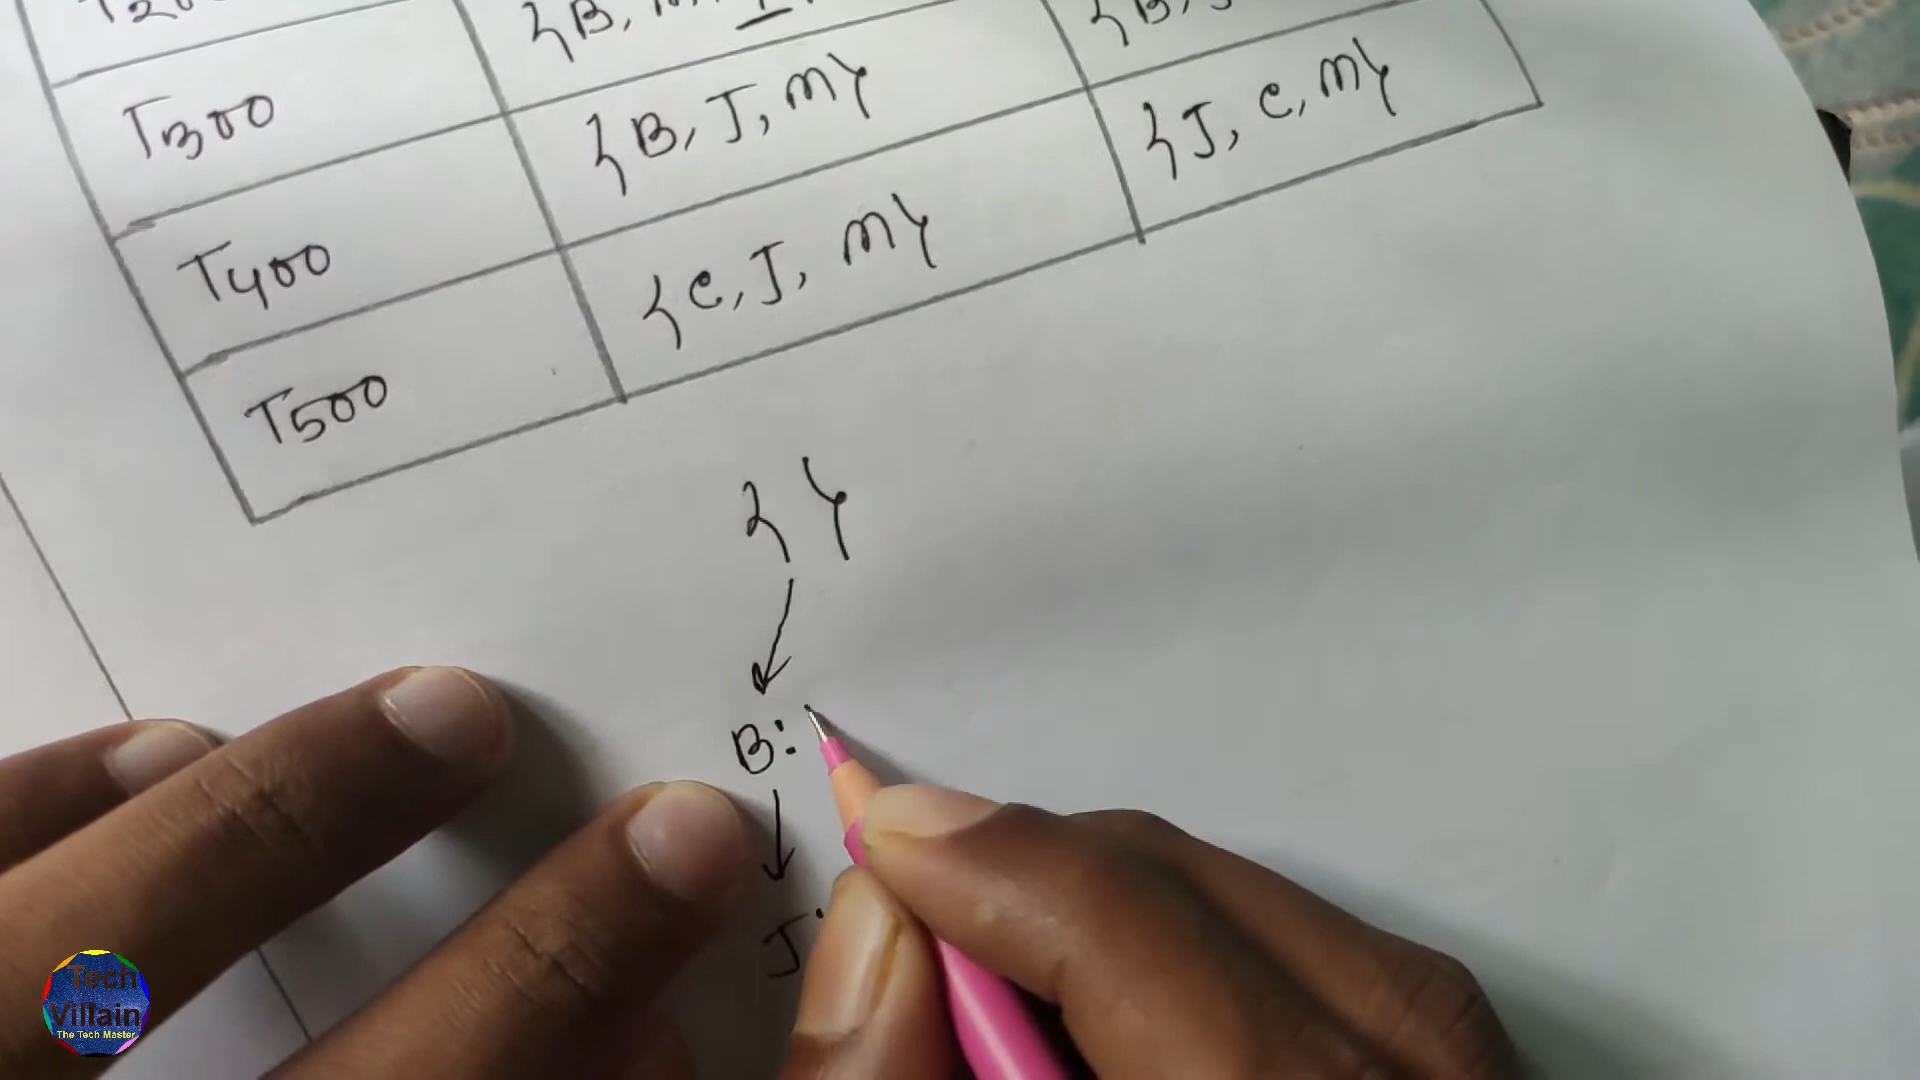 T300 {B, J, m}
T400 {C, J, m} {J, C, m}
T500
{ }
B:
J:
Tech
Villain
The Tech Master